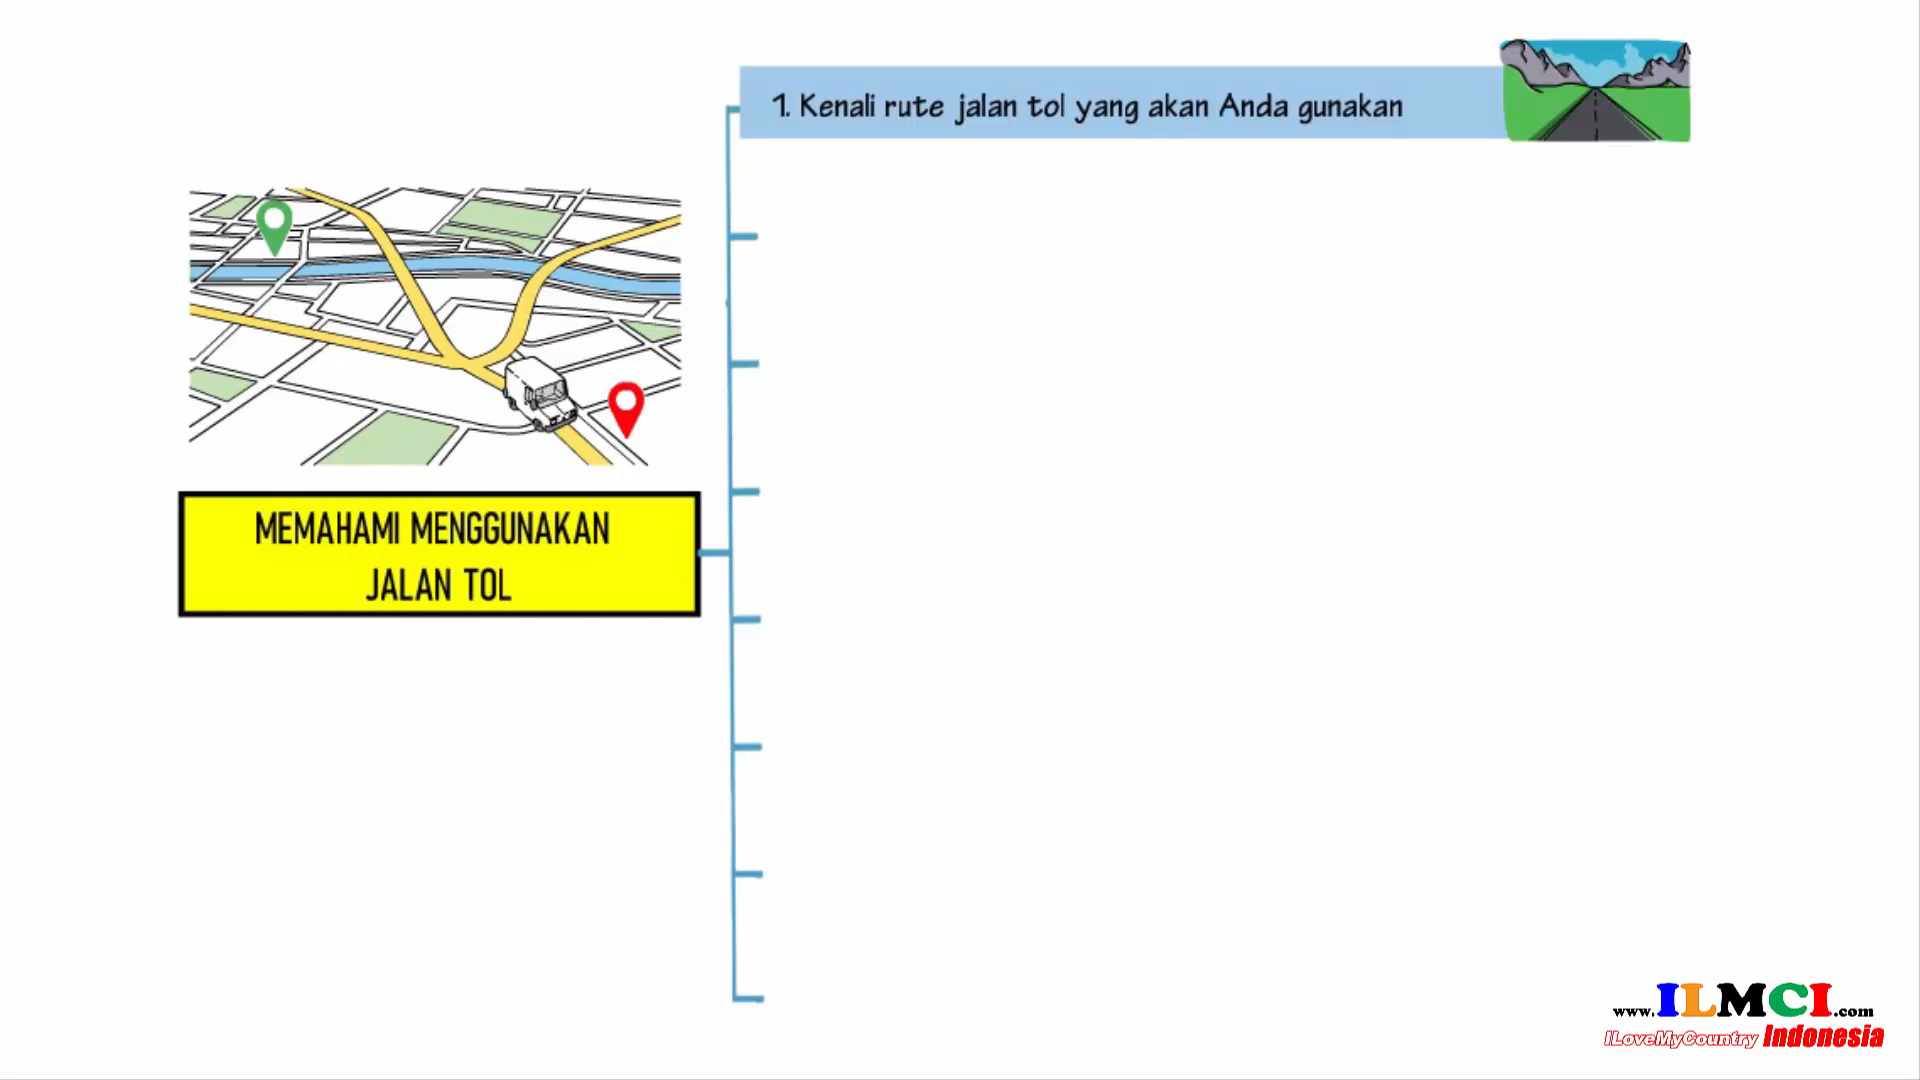 1. Kenali rute jalan tol yang akan Anda gunakan
MEMAHAMI MENGGUNAKAN
JALAN TOL
www.ILMCI.com
ILoveMyCountry Indonesia